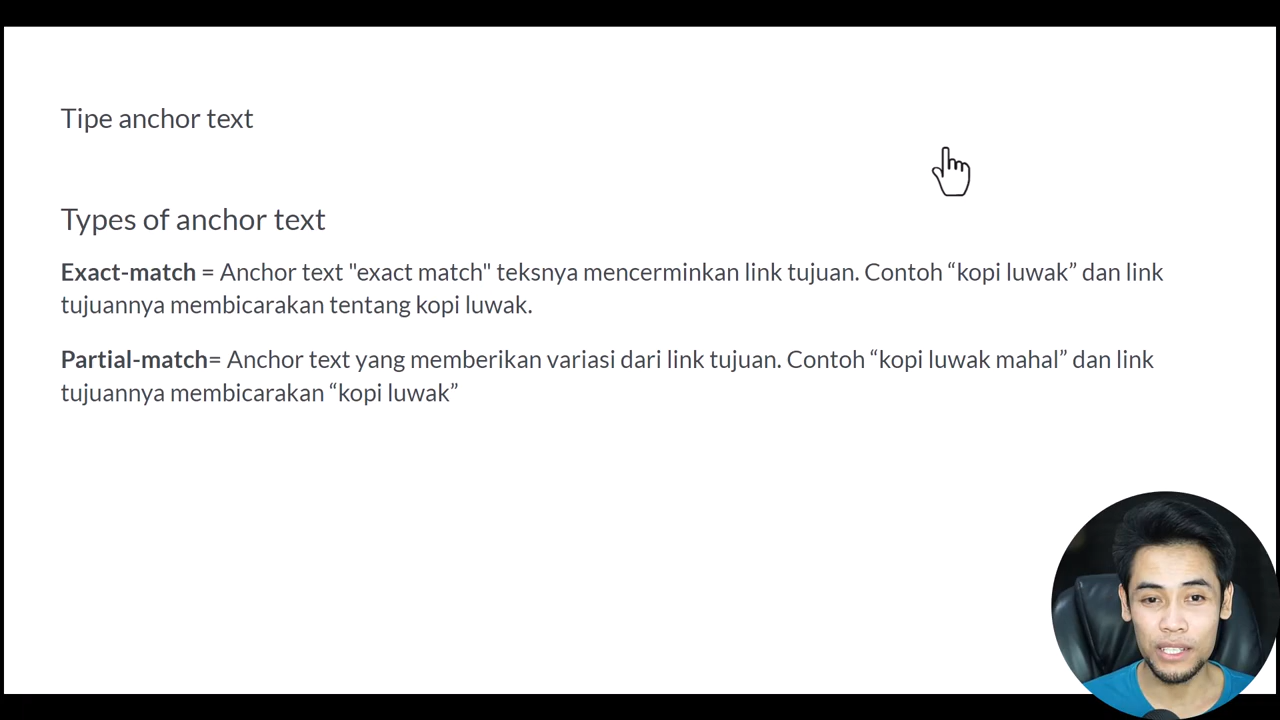 Tipe anchor text
Types of anchor text
Exact-match = Anchor text "exact match" teksnya mencerminkan link tujuan. Contoh “kopi luwak” dan link
tujuannya membicarakan tentang kopi luwak.
Partial-match= Anchor text yang memberikan variasi dari link tujuan. Contoh “kopi luwak mahal” dan link
tujuannya membicarakan “kopi luwak”